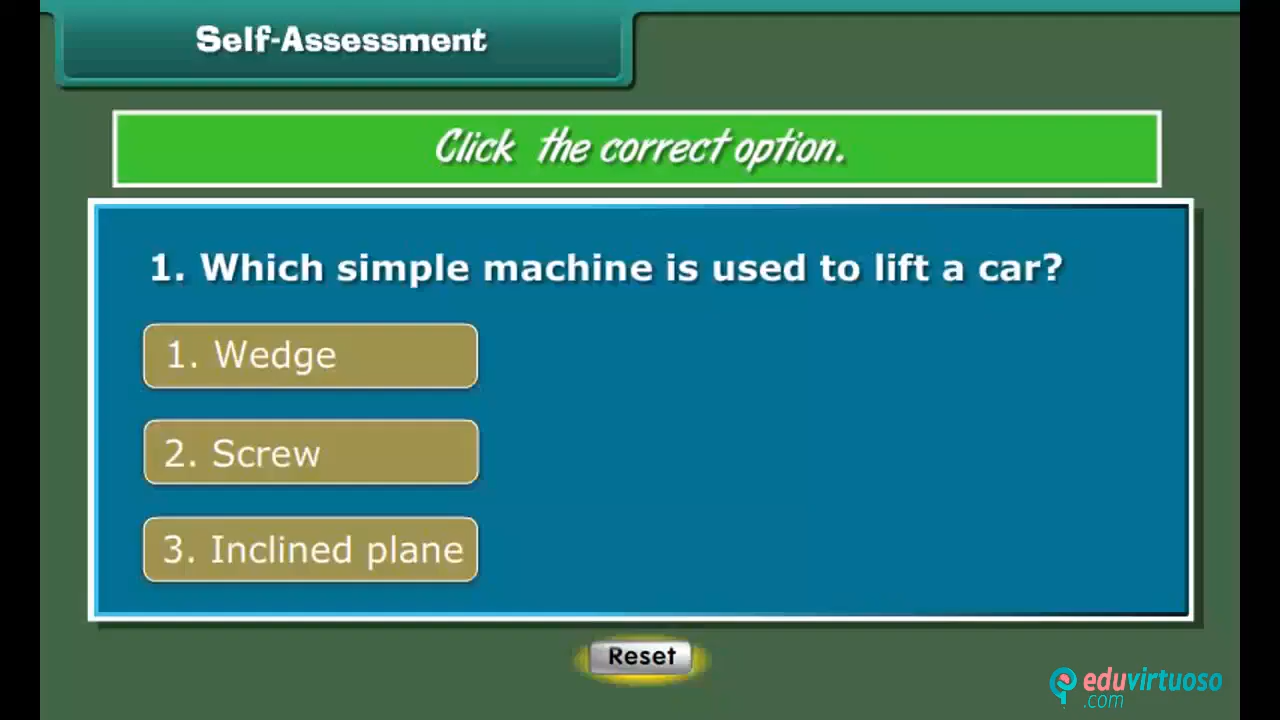 Self-Assessment
Click the correct option.
1. Which simple machine is used to lift a car?
1. Wedge
2. Screw
3. Inclined plane
Reset
eduvirtuoso
.com